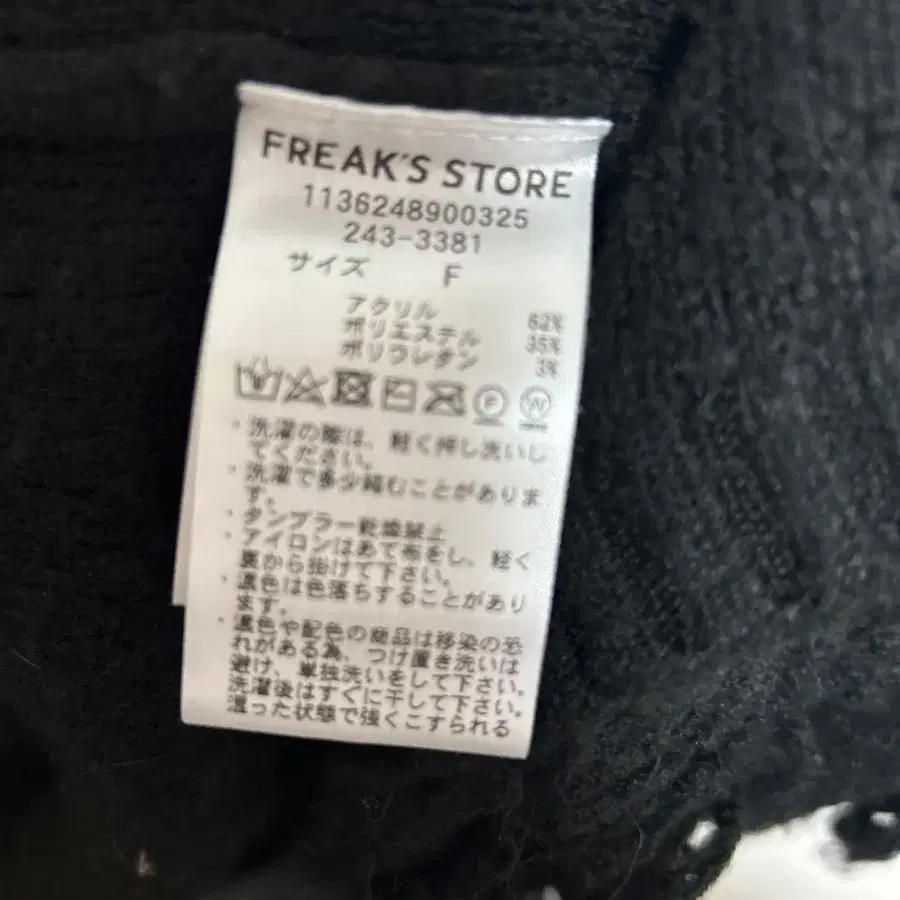 FREAK'S STORE
1136248900325
243-3381
サイズ F
アクリル 62%
ポリエステル 35%
ポリウレタン 3%
・洗濯の際は、軽く押し洗いし
てください。
・洗濯で多少縮むことがありま
す。
・タンブラー乾燥禁止
・アイロンはあて布をし、軽く
裏から掛けて下さい。
・濃色は色落ちすることがあり
ます。
・濃色や配色の商品は移染の恐
れがある為、つけ置き洗いは
避け、単独洗いをして下さい。
洗濯後はすぐに干して下さい。
湿った状態で強くこすられる